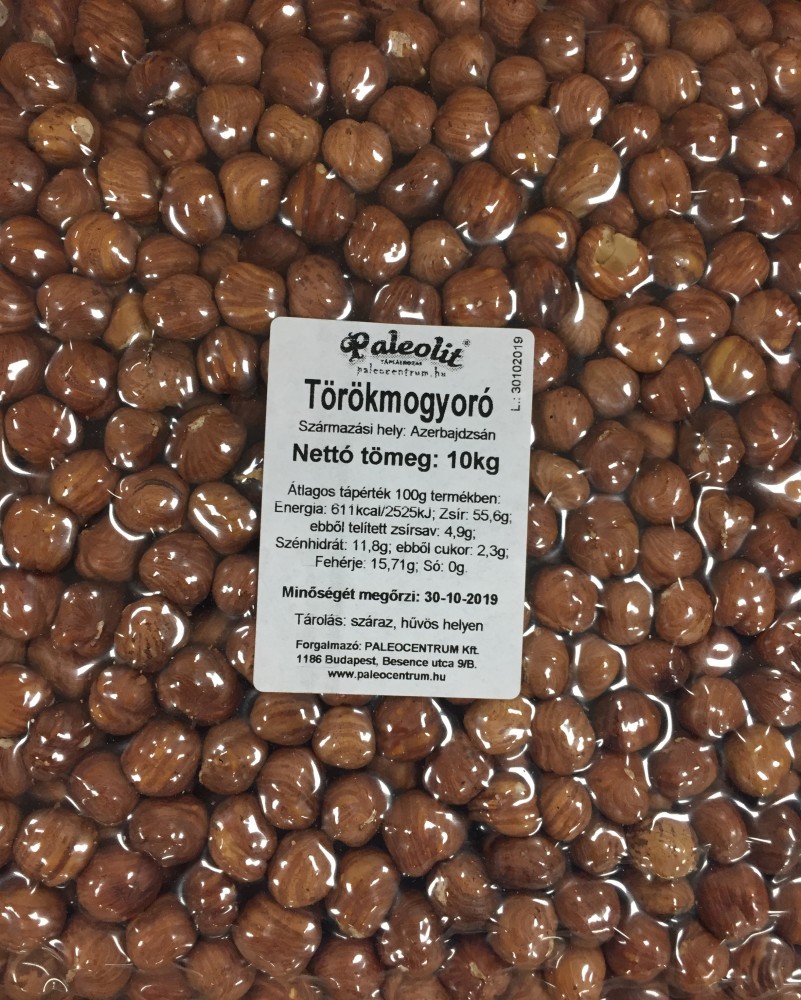 Paleolit®
TÁPLÁLKOZÁS
paleocentrum.hu
L.: 30102019
Törökmogyoró
Származási hely: Azerbajdzsán
Nettó tömeg: 10kg
Átlagos tápérték 100g termékben:
Energia: 611kcal/2525kJ; Zsír: 55,6g;
ebből telített zsírsav: 4,9g;
Szénhidrát: 11,8g; ebből cukor: 2,3g;
Fehérje: 15,71g; Só: 0g
Minőségét megőrzi: 30-10-2019
Tárolás: száraz, hűvös helyen
Forgalmazó: PALEOCENTRUM Kft.
1186 Budapest, Besence utca 9/B.
www.paleocentrum.hu